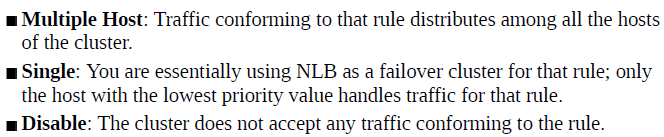 ■ Multiple Host: Traffic conforming to that rule distributes among all the hosts
of the cluster.
■ Single: You are essentially using NLB as a failover cluster for that rule; only
the host with the lowest priority value handles traffic for that rule.
■ Disable: The cluster does not accept any traffic conforming to the rule.